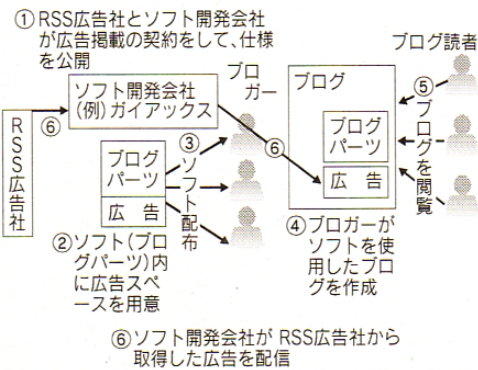 ①RSS広告社とソフト開発会社
が広告掲載の契約をして、仕様
を公開
ソフト開発会社
(例)ガイアックス
⑥
RSS広告社
ブロ
ガー
ブログ
パーツ
広 告
③
ソフト配布
⑥
②ソフト(ブロ
グパーツ)内
に広告スペ
ースを用意
ブログ
ブログ
パーツ
広 告
ブログ読者
⑤
ブログを閲覧
④ブロガーが
ソフトを使
用したブロ
グを作成
⑥ソフト開発会社が RSS広告社から
取得した広告を配信